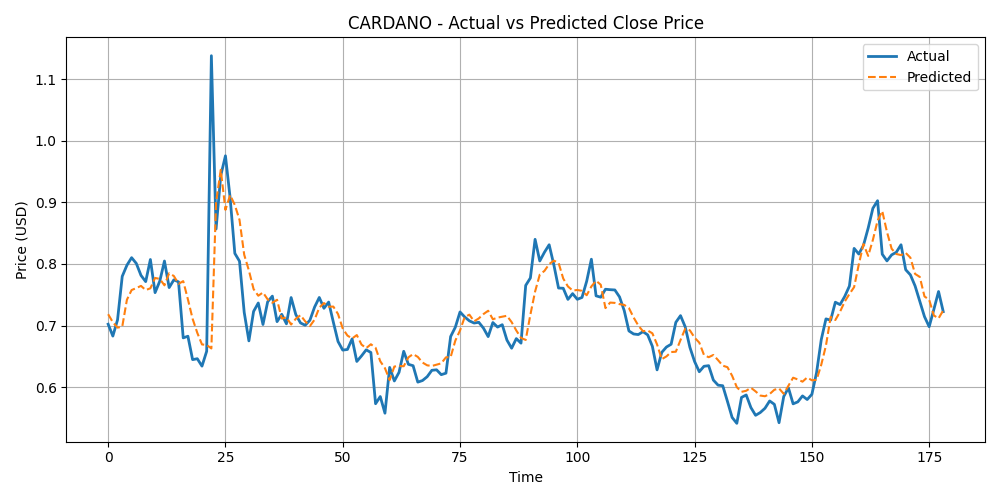 CARDANO - Actual vs Predicted Close Price
Actual
Predicted
Price (USD)
1.1
1.0
0.9
0.8
0.7
0.6
0 25 50 75 100 125 150 175
Time